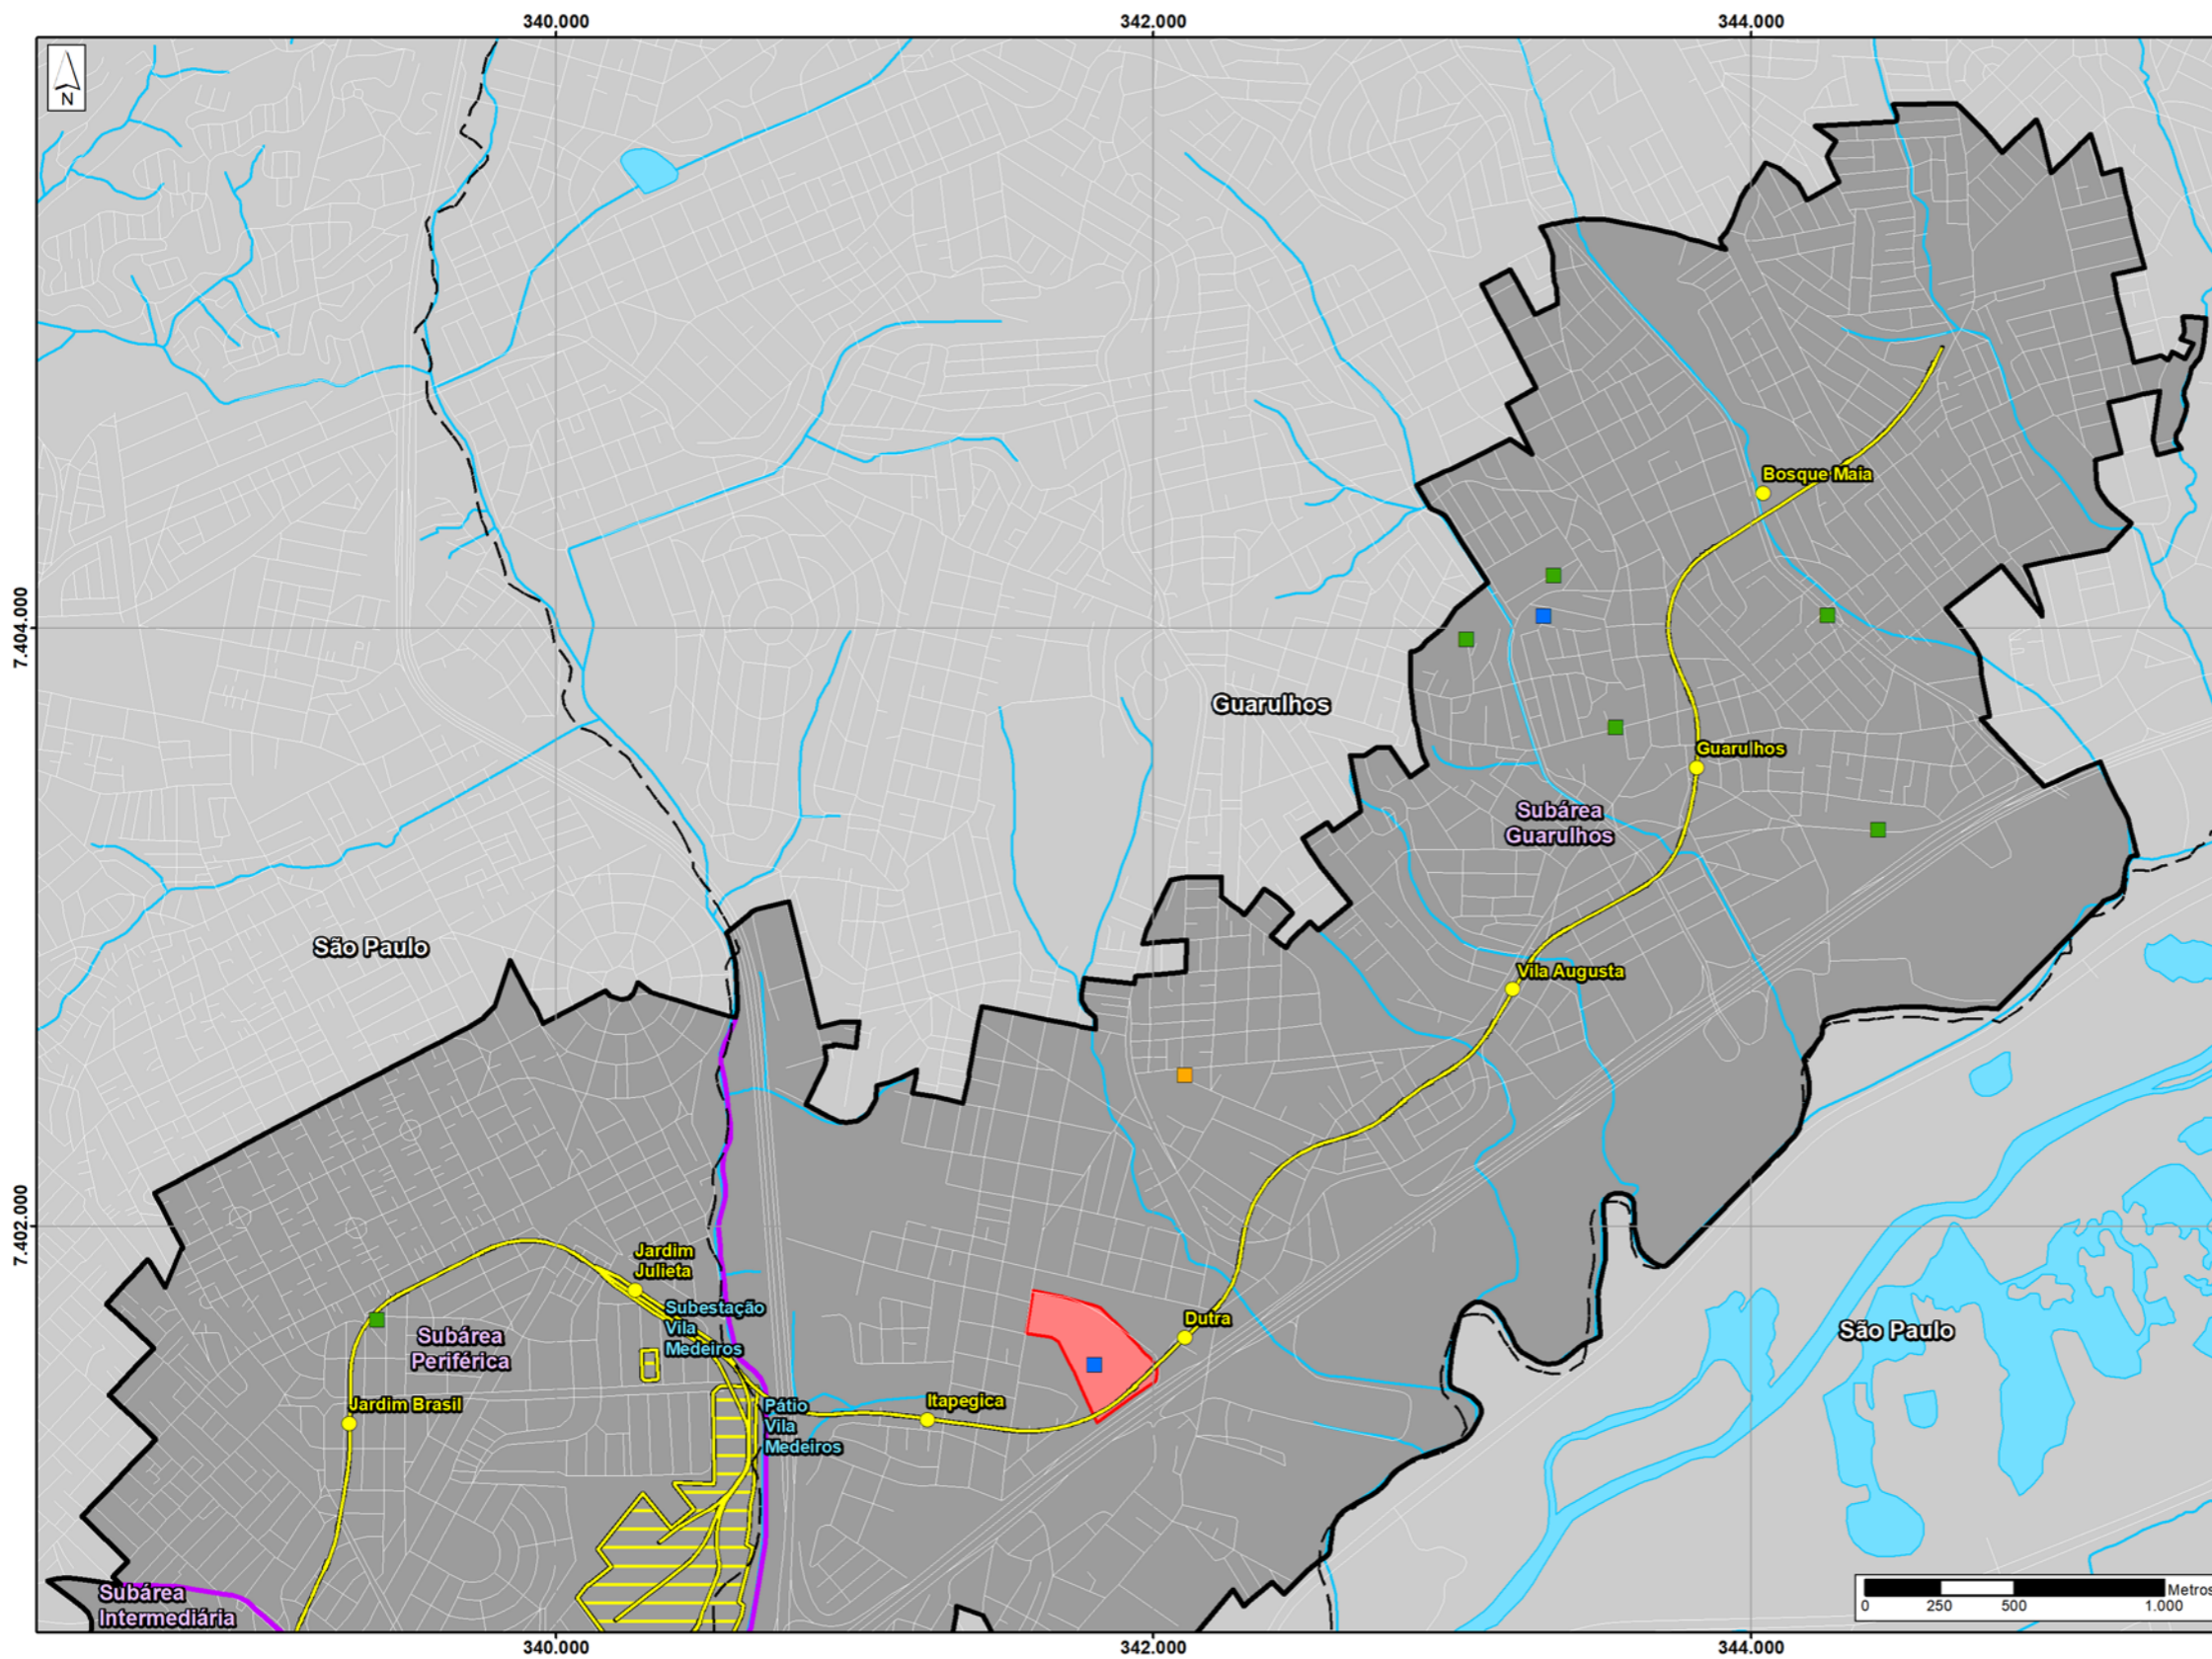 340.000
342.000
344.000
N
Bosque Maia
7.404.000
Guarulhos
Guarulhos
Subárea
Guarulhos
São Paulo
Vila Augusta
7.402.000
Jardim
Julieta
Subestação
Vila
Medeiros
Dutra
São Paulo
Subárea
Periférica
Jardim Brasil
Itapegica
Pátio
Vila
Medeiros
Subárea
Intermediária
Metros
0 250 500 1.000
340.000
342.000
344.000